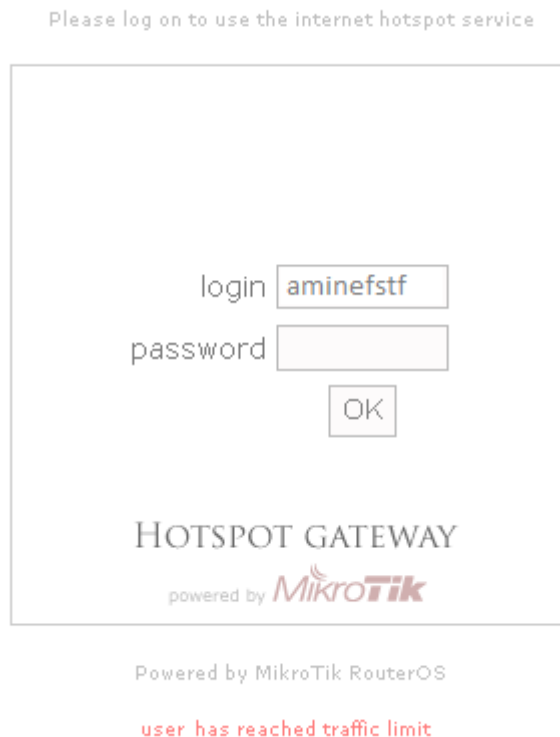 Please log on to use the internet hotspot service
login aminefstf
password
OK
HOTSPOT GATEWAY
powered by MikroTik
Powered by MikroTik RouterOS
user has reached traffic limit